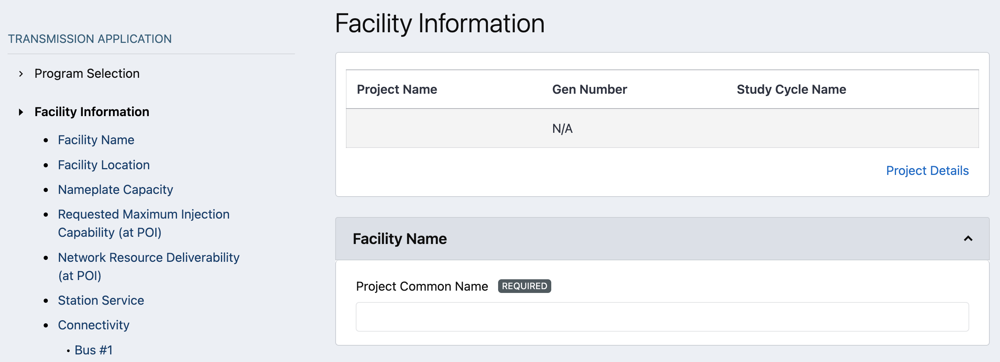 TRANSMISSION APPLICATION
Program Selection
Facility Information
Facility Name
Facility Location
Nameplate Capacity
Requested Maximum Injection
Capability (at POI)
Network Resource Deliverability
(at POI)
Station Service
Connectivity
Bus #1
Facility Information
Project Name Gen Number Study Cycle Name
N/A
Project Details
Facility Name
Project Common Name REQUIRED